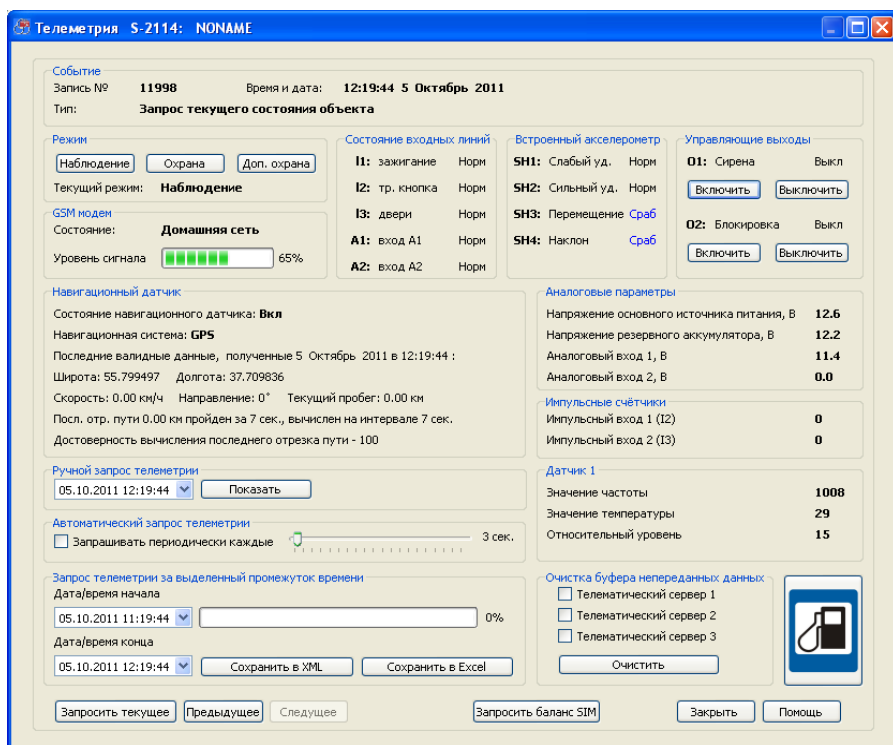 Телеметрия S-2114: NONAME
Событие
Запись № 11998 Время и дата: 12:19:44 5 Октябрь 2011
Тип: Запрос текущего состояния объекта
Режим
Наблюдение Охрана Доп. охрана
Текущий режим: Наблюдение
GSM модем
Состояние: Домашняя сеть
Уровень сигнала 65%
Состояние входных линий
I1: зажигание Норм
I2: тр. кнопка Норм
I3: двери Норм
A1: вход A1 Норм
A2: вход A2 Норм
Встроенный акселерометр
SH1: Слабый уд. Норм
SH2: Сильный уд. Норм
SH3: Перемещение Сраб
SH4: Наклон Сраб
Управляющие выходы
O1: Сирена Выкл
Включить Выключить
O2: Блокировка Выкл
Включить Выключить
Навигационный датчик
Состояние навигационного датчика: Вкл
Навигационная система: GPS
Последние валидные данные, полученные 5 Октябрь 2011 в 12:19:44 :
Широта: 55.799497 Долгота: 37.709836
Скорость: 0.00 км/ч Направление: 0° Текущий пробег: 0.00 км
Посл. отр. пути 0.00 км пройден за 7 сек., вычислен на интервале 7 сек.
Достоверность вычисления последнего отрезка пути - 100
Аналоговые параметры
Напряжение основного источника питания, В 12.6
Напряжение резервного аккумулятора, В 12.2
Аналоговый вход 1, В 11.4
Аналоговый вход 2, В 0.0
Импульсные счётчики
Импульсный вход 1 (I2) 0
Импульсный вход 2 (I3) 0
Ручной запрос телеметрии
05.10.2011 12:19:44 Показать
Автоматический запрос телеметрии
Запрашивать периодически каждые 3 сек.
Датчик 1
Значение частоты 1008
Значение температуры 29
Относительный уровень 15
Запрос телеметрии за выделенный промежуток времени
Дата/время начала
05.10.2011 11:19:44 0%
Дата/время конца
05.10.2011 12:19:44 Сохранить в XML Сохранить в Excel
Очистка буфера непереданных данных
Телематический сервер 1
Телематический сервер 2
Телематический сервер 3
Очистить
Запросить текущее Предыдущее Следующее Запросить баланс SIM Закрыть Помощь